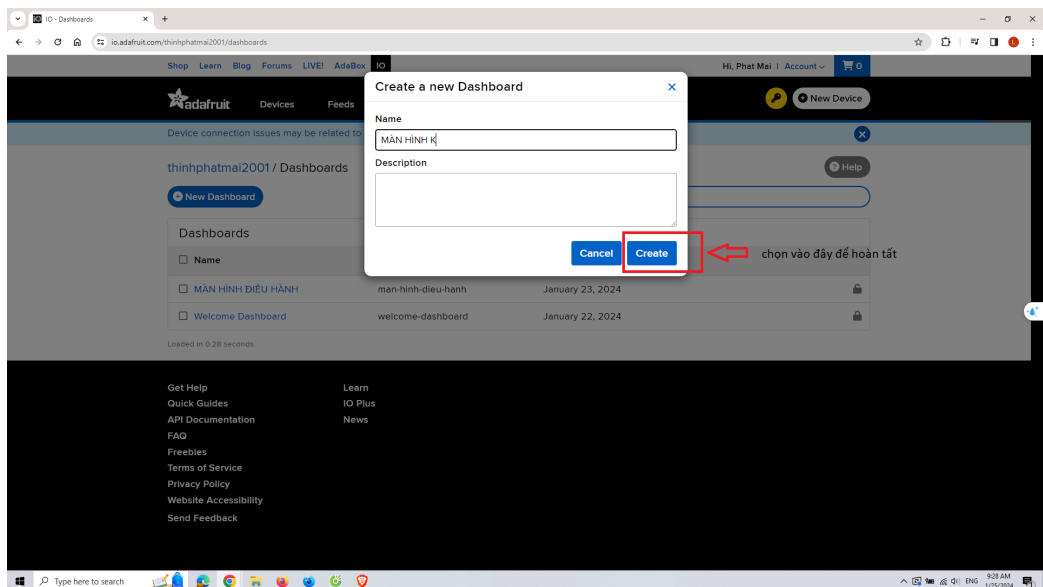 IO - Dashboards
io.adafruit.com/thinhphatmai2001/dashboards
Shop Learn Blog Forums LIVE! AdaBox IO
Hi, Phat Mai | Account
0
adafruit
Devices
Feeds
New Device
Create a new Dashboard
Name
MÀN HÌNH K
Description
Cancel
Create
chọn vào đây để hoàn tất
Device connection issues may be related to
thinhphatmai2001 / Dashboards
Help
New Dashboard
Dashboards
Name
MÀN HÌNH ĐIỀU HÀNH man-hinh-dieu-hanh January 23, 2024
Welcome Dashboard welcome-dashboard January 22, 2024
Loaded in 0.28 seconds.
Get Help
Quick Guides
API Documentation
FAQ
Freebies
Terms of Service
Privacy Policy
Website Accessibility
Send Feedback
Learn
IO Plus
News
Type here to search
ENG
9:28 AM
1/25/2024